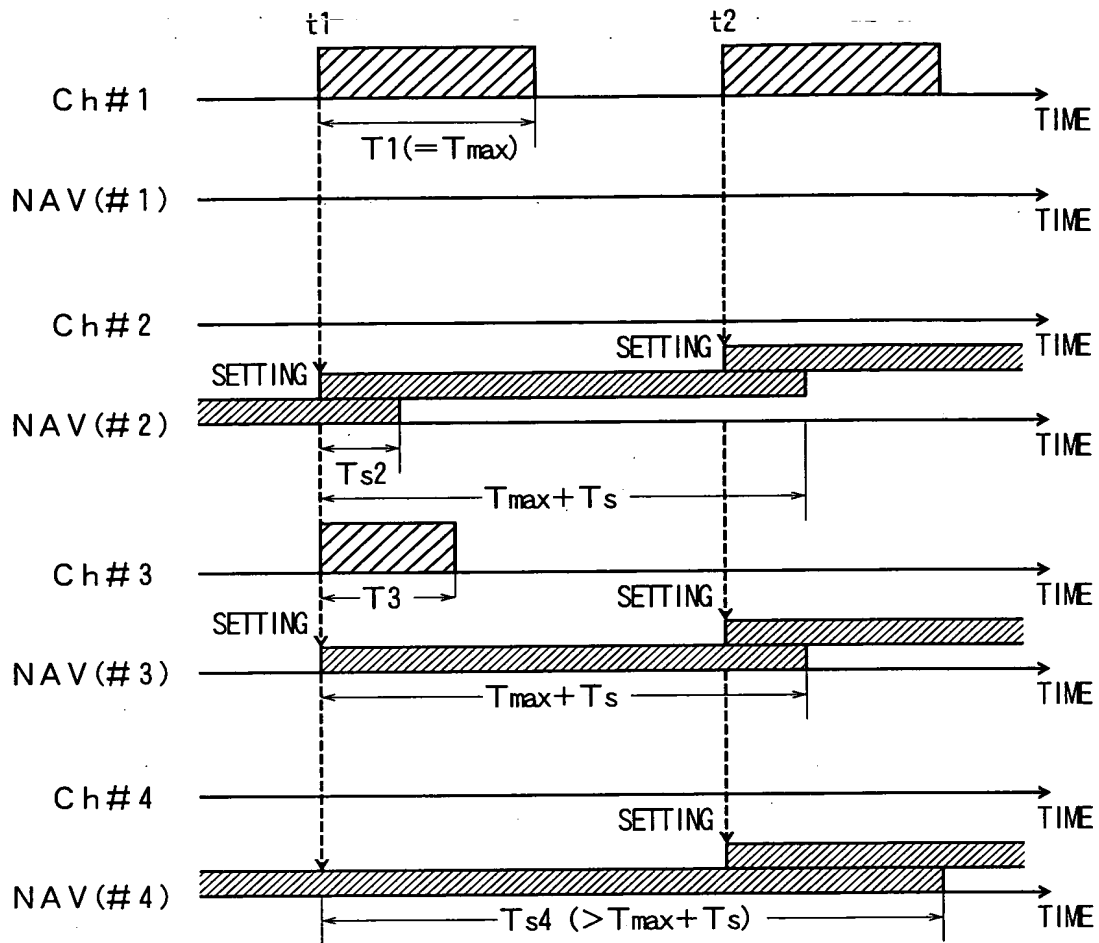 t1 t2
Ch#1
TIME
T1(=Tmax)
NAV(#1)
TIME
Ch#2
TIME
SETTING SETTING
NAV(#2)
TIME
Ts2
Tmax+Ts
Ch#3
TIME
T3
SETTING SETTING
NAV(#3)
TIME
Tmax+Ts
Ch#4
TIME
SETTING
NAV(#4)
TIME
Ts4 (>Tmax+Ts)